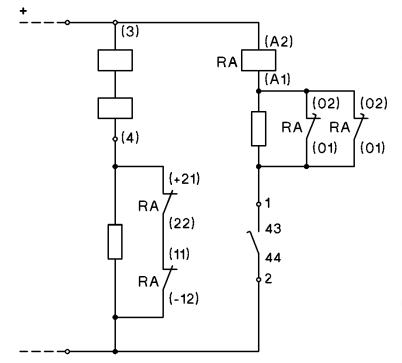 +
(3)
(A2)
RA
(A1)
(4)
(02)
(02)
RA
RA
(01)
(01)
(+21)
RA
(22)
1
43
(11)
44
RA
2
(-12)